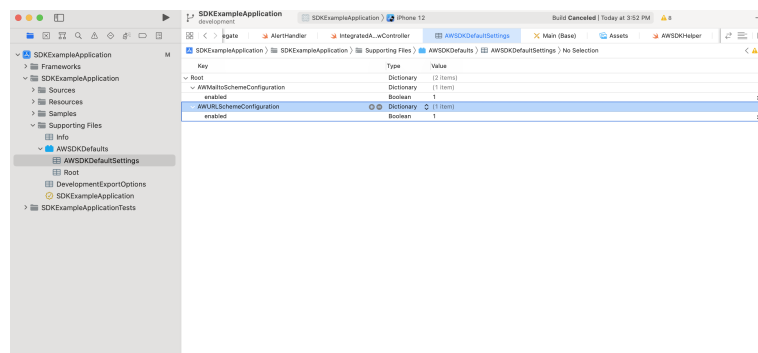 SDKExampleApplication
development
SDKExampleApplication 〉 iPhone 12
Build Canceled | Today at 3:52 PM
8
egate
AlertHandler
IntegratedA...wController
AWSDKDefaultSettings
Main (Base)
Assets
AWSDKHelper
SDKExampleApplication 〉 SDKExampleApplication 〉 Supporting Files 〉 AWSDKDefaults 〉 AWSDKDefaultSettings 〉 No Selection
SDKExampleApplication M
Frameworks
SDKExampleApplication
Sources
Resources
Samples
Supporting Files
Info
AWSDKDefaults
AWSDKDefaultSettings
Root
DevelopmentExportOptions
SDKExampleApplication
SDKExampleApplicationTests
Key Type Value
Root Dictionary (2 items)
AWMailtoSchemeConfiguration Dictionary (1 item)
enabled Boolean 1
AWURLSchemeConfiguration Dictionary (1 item)
enabled Boolean 1